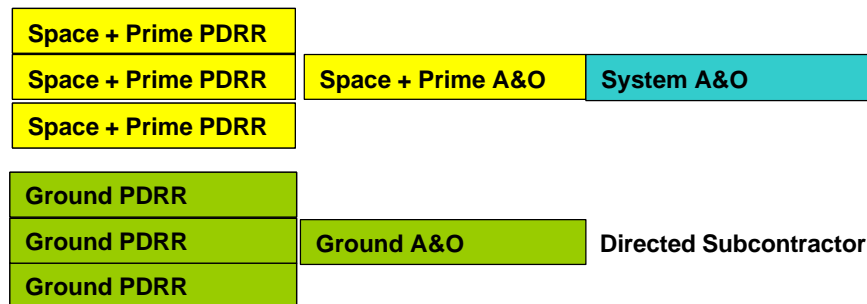 Space + Prime PDRR
Space + Prime PDRR
Space + Prime A&O
System A&O
Space + Prime PDRR
Ground PDRR
Ground PDRR
Ground A&O
Directed Subcontractor
Ground PDRR